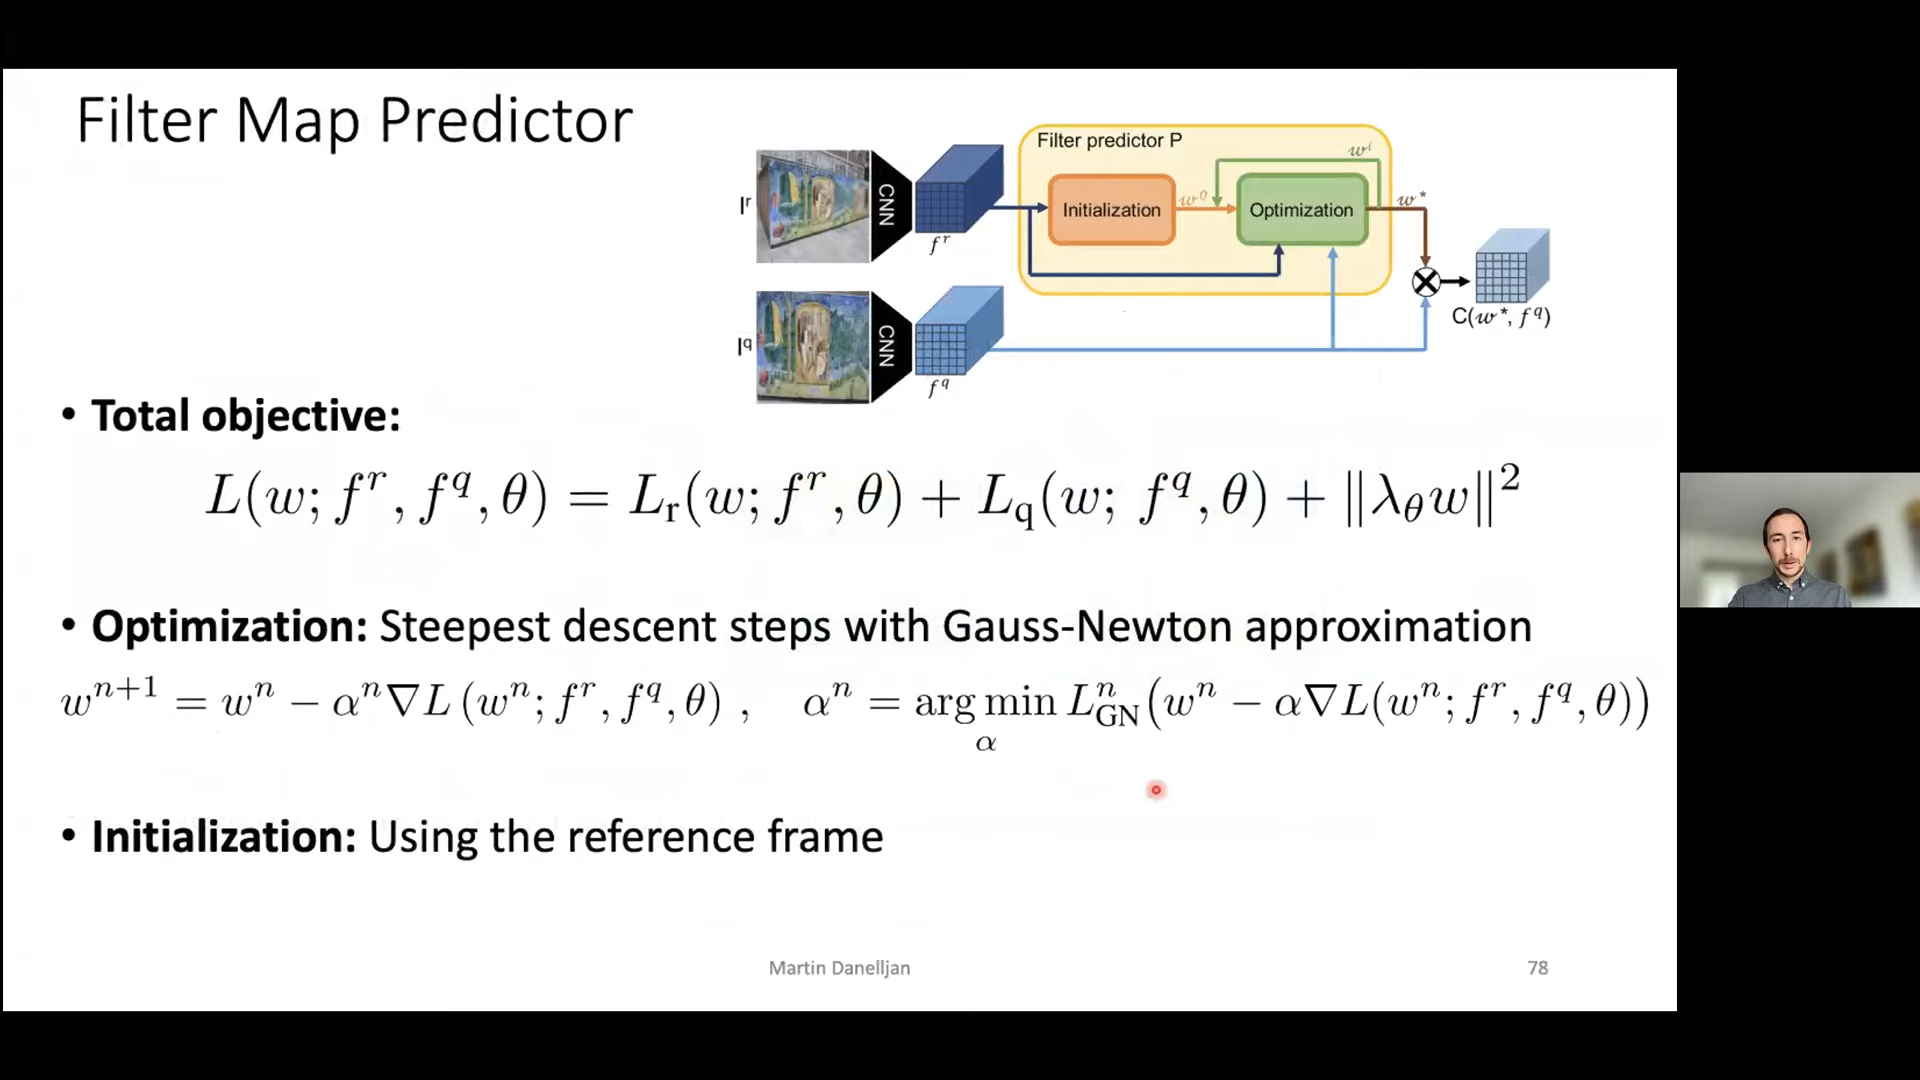 Filter Map Predictor
Filter predictor P
w^i
I^r
CNN
Initialization
w^0
Optimization
w^*
f^r
I^q
CNN
C(w^*, f^q)
f^q
• Total objective:
L(w; f^r, f^q, θ) = L_r(w; f^r, θ) + L_q(w; f^q, θ) + ‖λ_θ w‖^2
• Optimization: Steepest descent steps with Gauss-Newton approximation
w^{n+1} = w^n − α^n ∇L (w^n; f^r, f^q, θ) , α^n = arg min_α L^n_GN(w^n − α∇L(w^n; f^r, f^q, θ))
• Initialization: Using the reference frame
Martin Danelljan
78